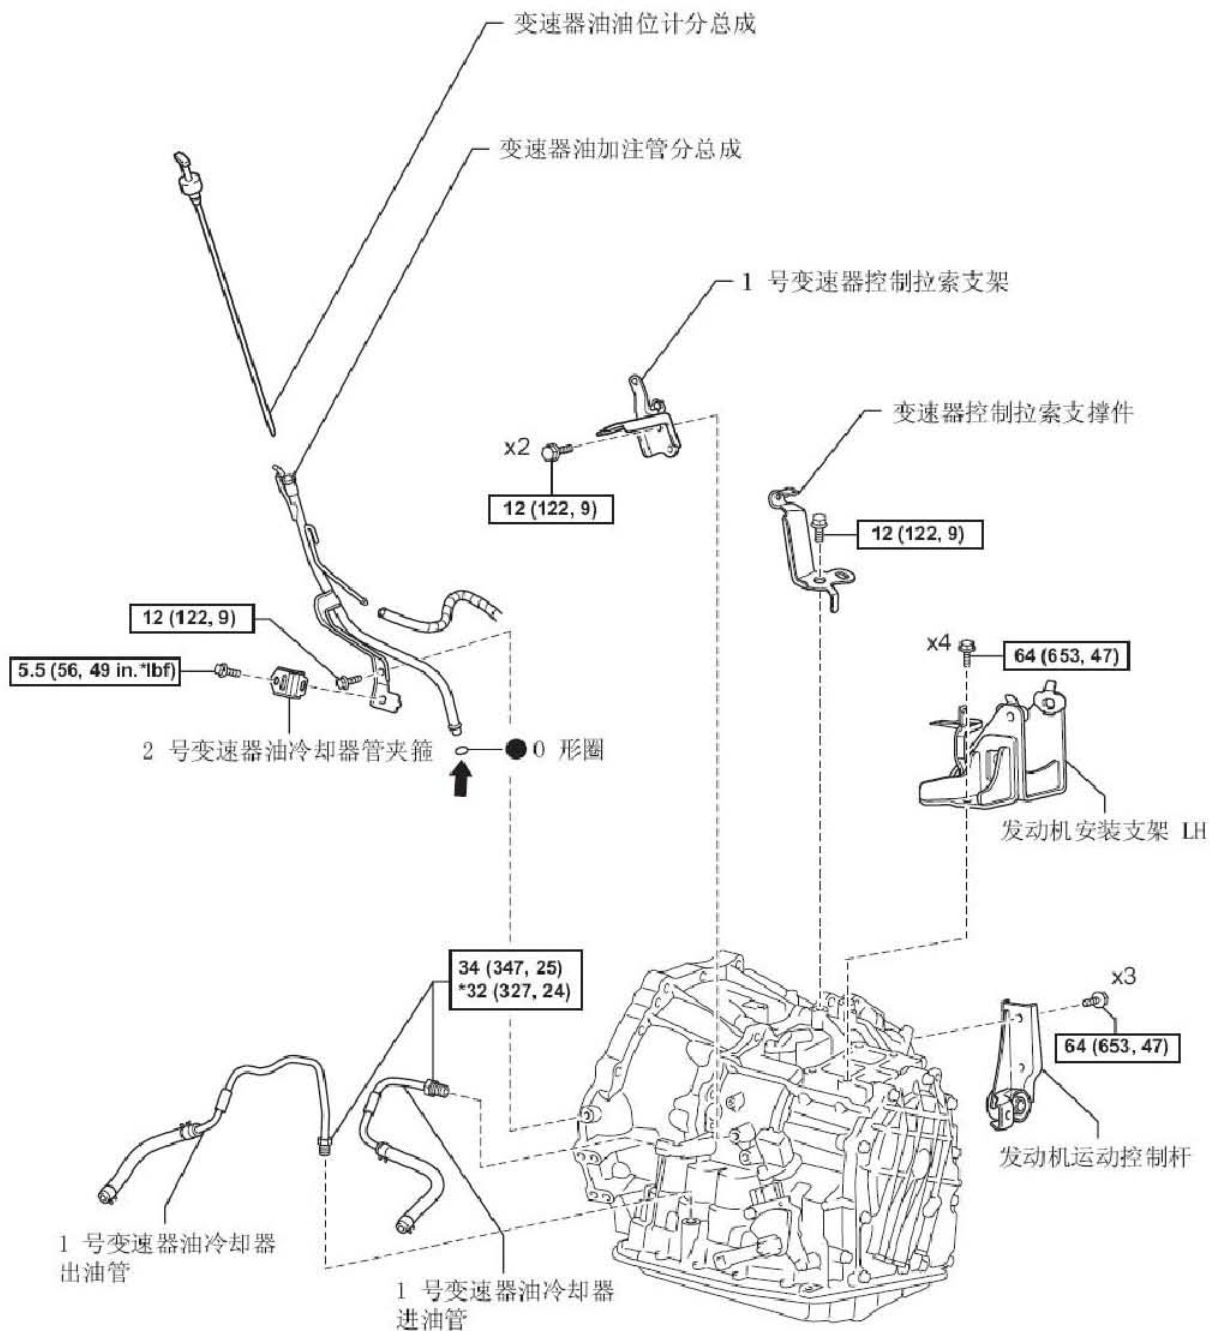 变速器油油位计分总成
变速器油加注管分总成
1 号变速器控制拉索支架
变速器控制拉索支撑件
x2
12 (122, 9)
12 (122, 9)
12 (122, 9)
x4
64 (653, 47)
5.5 (56, 49 in.*lbf)
2 号变速器油冷却器管夹箍
O 形圈
发动机安装支架 LH
34 (347, 25)
*32 (327, 24)
x3
64 (653, 47)
发动机运动控制杆
1 号变速器油冷却器
出油管
1 号变速器油冷却器
进油管